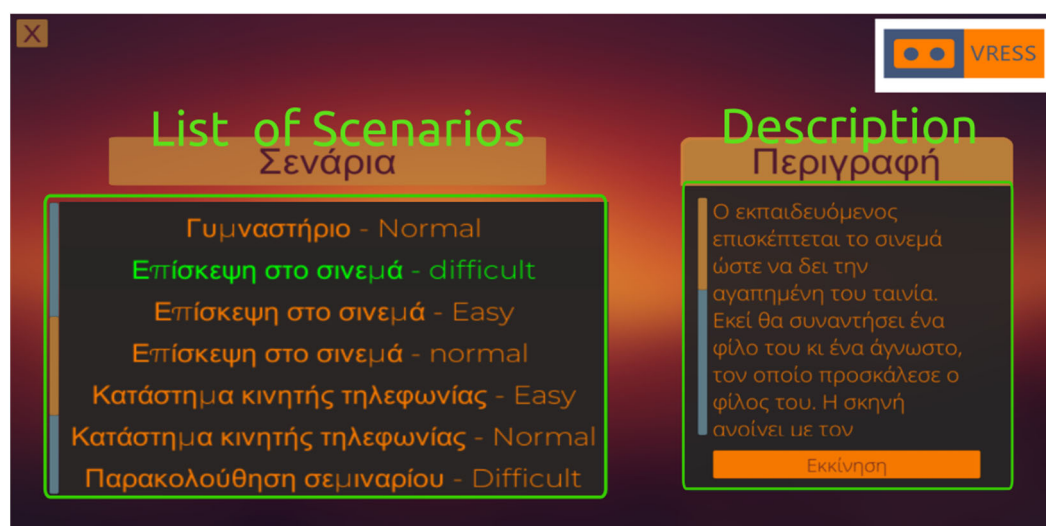 X
VRESS
List of Scenarios
Σενάρια
Γυμναστήριο - Normal
Επίσκεψη στο σινεμά - difficult
Επίσκεψη στο σινεμά - Easy
Επίσκεψη στο σινεμά - normal
Κατάστημα κινητής τηλεφωνίας - Easy
Κατάστημα κινητής τηλεφωνίας - Normal
Παρακολούθηση σεμιναρίου - Difficult
Description
Περιγραφή
Ο εκπαιδευόμενος
επισκέπτεται το σινεμά
ώστε να δει την
αγαπημένη του ταινία.
Εκεί θα συναντήσει ένα
φίλο του κι ένα άγνωστο,
τον οποίο προσκάλεσε ο
φίλος του. Η σκηνή
ανοίγει με τον
Εκκίνηση